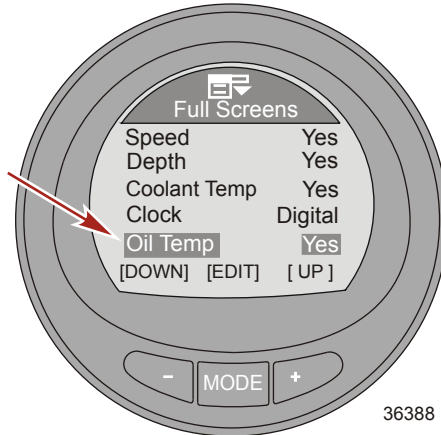 Full Screens
Speed Yes
Depth Yes
Coolant Temp Yes
Clock Digital
Oil Temp Yes
[DOWN] [EDIT] [ UP ]
- MODE +
36388